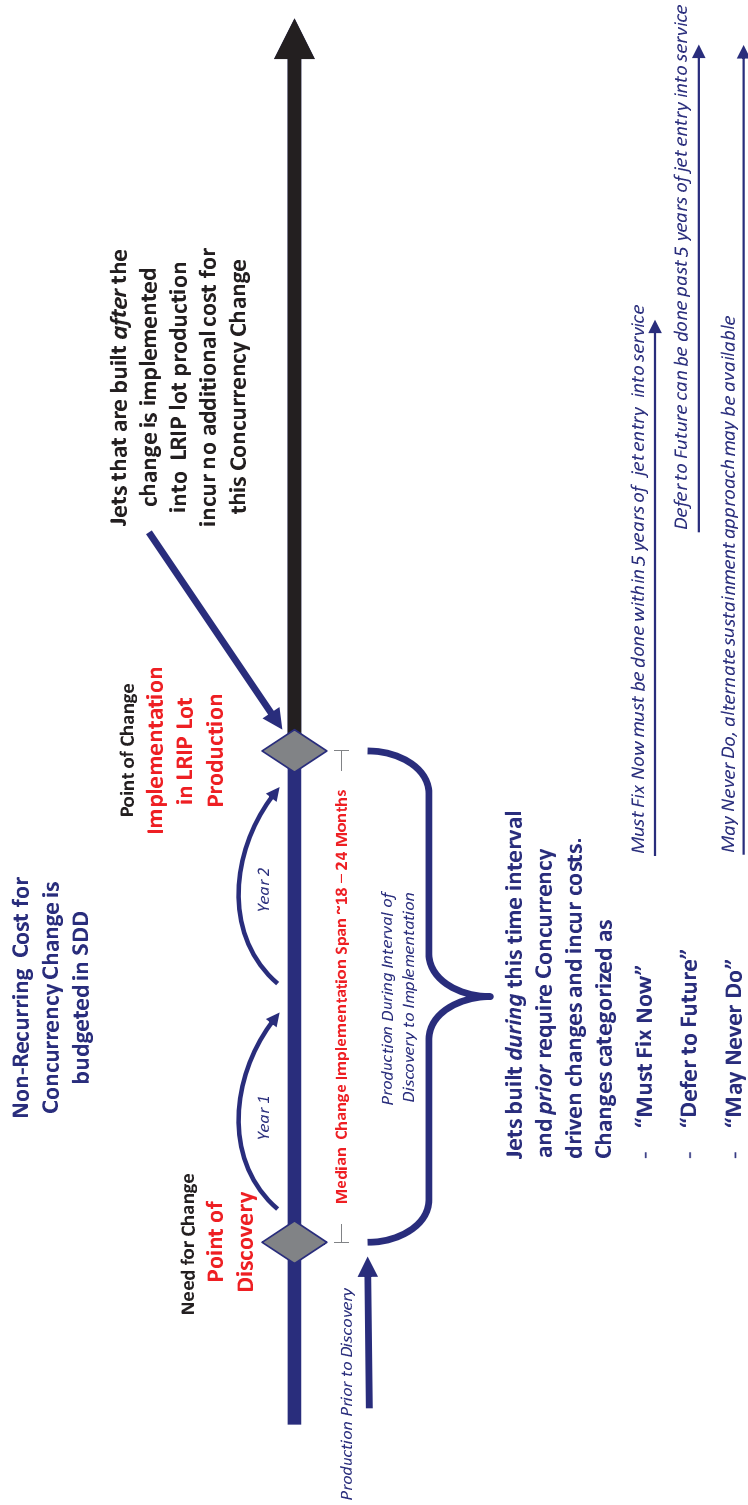 Non-Recurring Cost for
Concurrency Change is
budgeted in SDD
Need for Change
Point of
Discovery
Year 1
Year 2
Point of Change
Implementation
in LRIP Lot
Production
Jets that are built after the
change is implemented
into LRIP lot production
incur no additional cost for
this Concurrency Change
Median Change Implementation Span ~18 – 24 Months
Production Prior to Discovery
Production During Interval of
Discovery to Implementation
Jets built during this time interval
and prior require Concurrency
driven changes and incur costs.
Changes categorized as
- “Must Fix Now”
Must Fix Now must be done within 5 years of jet entry into service
- “Defer to Future”
Defer to Future can be done past 5 years of jet entry into service
- “May Never Do”
May Never Do, alternate sustainment approach may be available